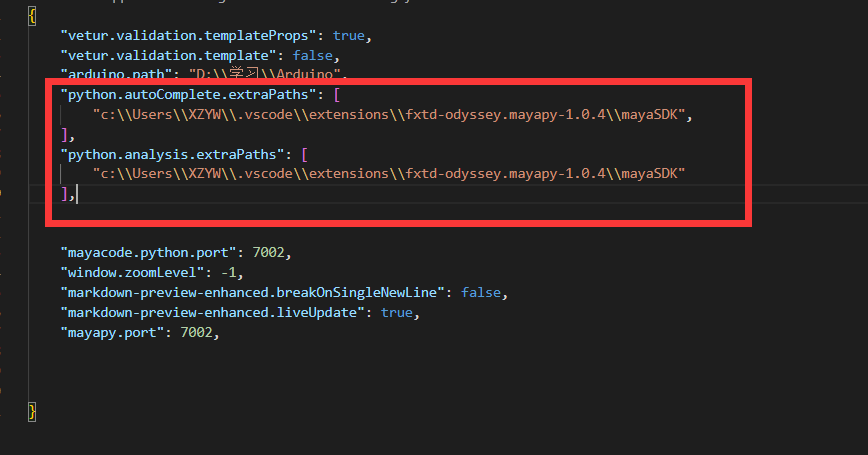 {
"vetur.validation.templateProps": true,
"vetur.validation.template": false,
"arduino.path": "D:\\学习\\Arduino",
"python.autoComplete.extraPaths": [
"c:\\Users\\XZYW\\.vscode\\extensions\\fxtd-odyssey.mayapy-1.0.4\\mayaSDK",
],
"python.analysis.extraPaths": [
"c:\\Users\\XZYW\\.vscode\\extensions\\fxtd-odyssey.mayapy-1.0.4\\mayaSDK"
],
"mayacode.python.port": 7002,
"window.zoomLevel": -1,
"markdown-preview-enhanced.breakOnSingleNewLine": false,
"markdown-preview-enhanced.liveUpdate": true,
"mayapy.port": 7002,
}